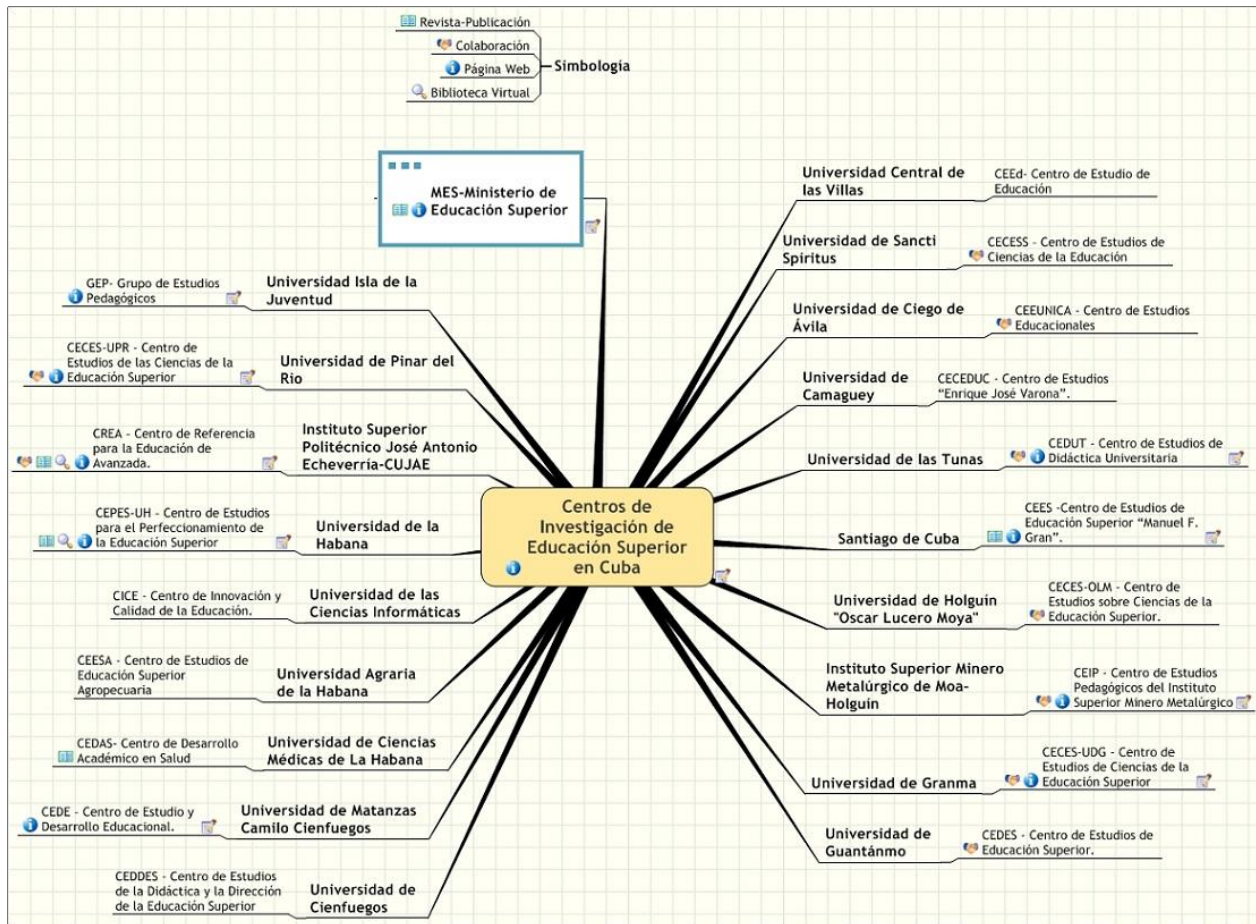 Revista-Publicación
Colaboración
Página Web
Biblioteca Virtual
Simbologia
MES-Ministerio de
Educación Superior
Universidad Isla de la
Juventud
GEP- Grupo de Estudios
Pedagógicos
Universidad de Pinar del
Rio
CECES-UPR - Centro de
Estudios de las Ciencias de la
Educación Superior
Instituto Superior
Politécnico José Antonio
Echeverría-CUJAE
CREA - Centro de Referencia
para la Educación de
Avanzada.
Universidad de la
Habana
CEPES-UH - Centro de Estudios
para el Perfeccionamiento de
la Educación Superior
Universidad de las
Ciencias Informáticas
CICE - Centro de Innovación y
Calidad de la Educación.
Universidad Agraria
de la Habana
CEESA - Centro de Estudios de
Educación Superior
Agropecuaria
Universidad de Ciencias
Médicas de La Habana
CEDAS- Centro de Desarrollo
Académico en Salud
Universidad de Matanzas
Camilo Cienfuegos
CEDE - Centro de Estudio y
Desarrollo Educacional.
Universidad de
Cienfuegos
CEDDES - Centro de Estudios
de la Didáctica y la Dirección
de la Educación Superior
Centros de
Investigación de
Educación Superior
en Cuba
Universidad Central de
las Villas
CEEd- Centro de Estudio de
Educación
Universidad de Sancti
Spiritus
CECESS - Centro de Estudios de
Ciencias de la Educación
Universidad de Ciego de
Ávila
CEEUNICA - Centro de Estudios
Educacionales
Universidad de
Camaguey
CECEDUC - Centro de Estudios
"Enrique José Varona".
Universidad de las Tunas
CEDUT - Centro de Estudios de
Didáctica Universitaria
Santiago de Cuba
CEES -Centro de Estudios de
Educación Superior "Manuel F.
Gran".
Universidad de Holguín
"Oscar Lucero Moya"
CECES-OLM - Centro de
Estudios sobre Ciencias de la
Educación Superior.
Instituto Superior Minero
Metalúrgico de Moa-
Holguín
CEIP - Centro de Estudios
Pedagógicos del Instituto
Superior Minero Metalúrgico
Universidad de Granma
CECES-UDG - Centro de
Estudios de Ciencias de la
Educación Superior
Universidad de
Guantánmo
CEDES - Centro de Estudios de
Educación Superior.